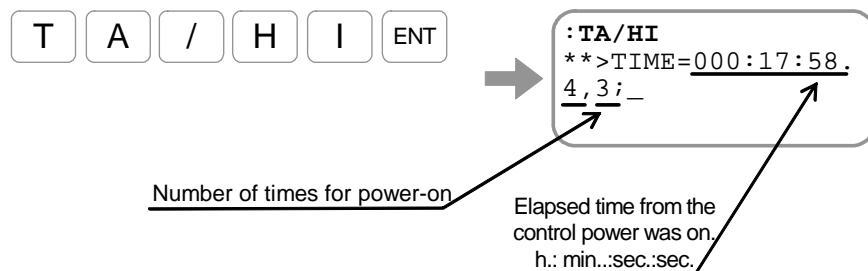 T A / H I ENT
:TA/HI
**>TIME=000:17:58.
4,3;_
Number of times for power-on
Elapsed time from the
control power was on.
h.: min..:sec.:sec.